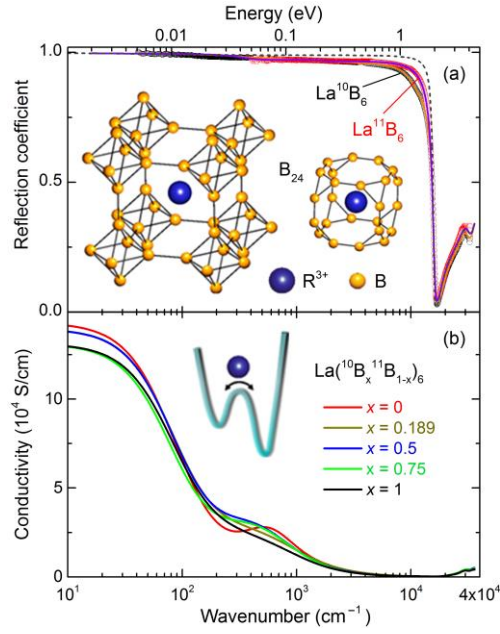 Energy (eV)
0.01 0.1 1
1.0
(a)
La¹⁰B₆
La¹¹B₆
Reflection coefficient
B₂₄
0.5
R³⁺ B
0.0
(b)
La(¹⁰Bₓ¹¹B₁₋ₓ)₆
x = 0
x = 0.189
x = 0.5
x = 0.75
x = 1
Conductivity (10⁴ S/cm)
10
5
0
10¹ 10² 10³ 10⁴ 4x10⁴
Wavenumber (cm⁻¹)